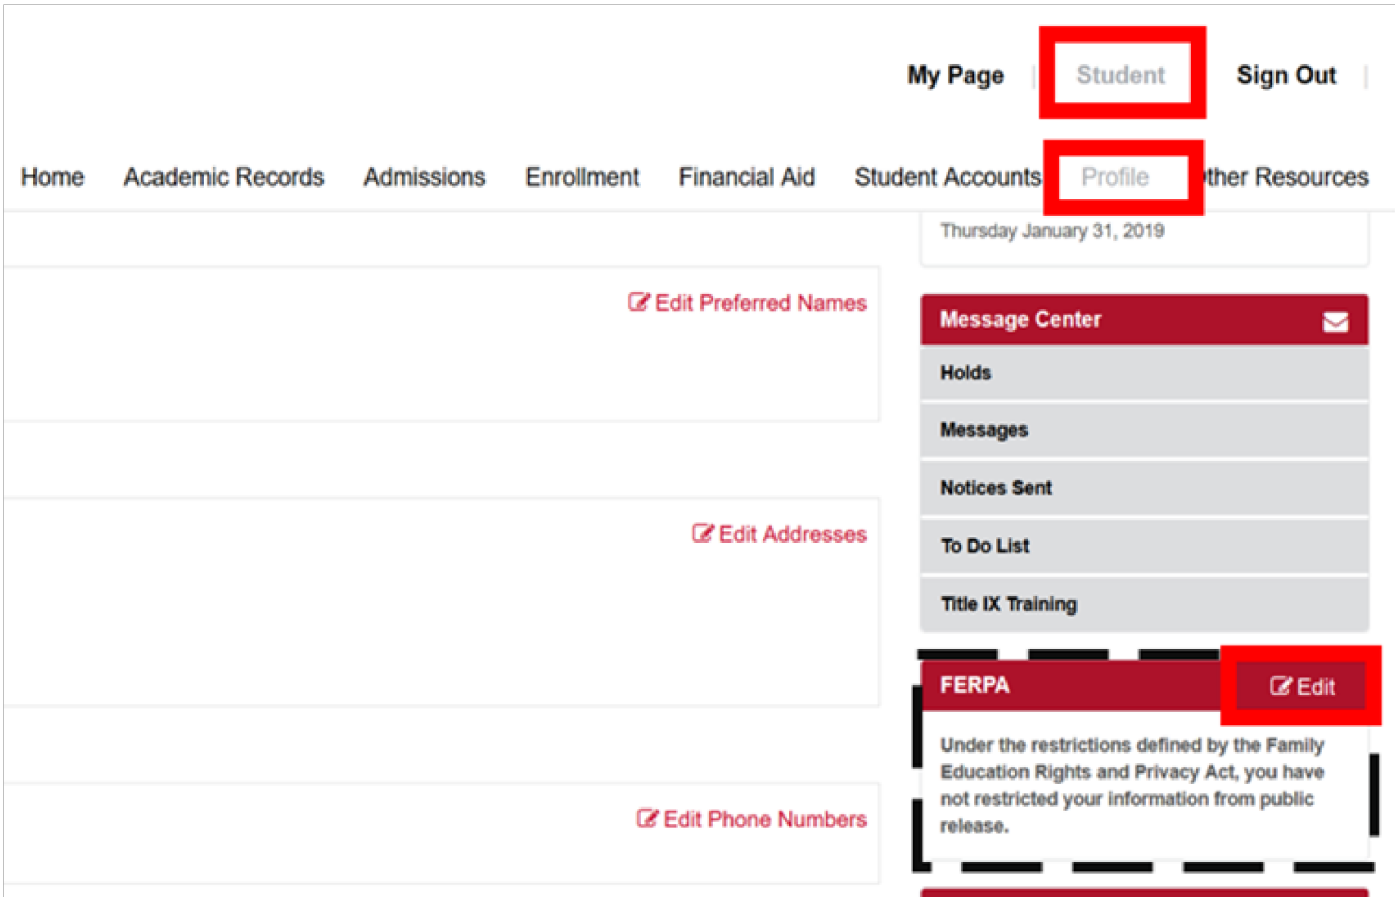 My Page | Student Sign Out |
Home Academic Records Admissions Enrollment Financial Aid Student Accounts Profile ther Resources
Thursday January 31, 2019
Edit Preferred Names
Message Center
Holds
Messages
Notices Sent
Edit Addresses
To Do List
Title IX Training
FERPA Edit
Under the restrictions defined by the Family
Education Rights and Privacy Act, you have
not restricted your information from public
release.
Edit Phone Numbers